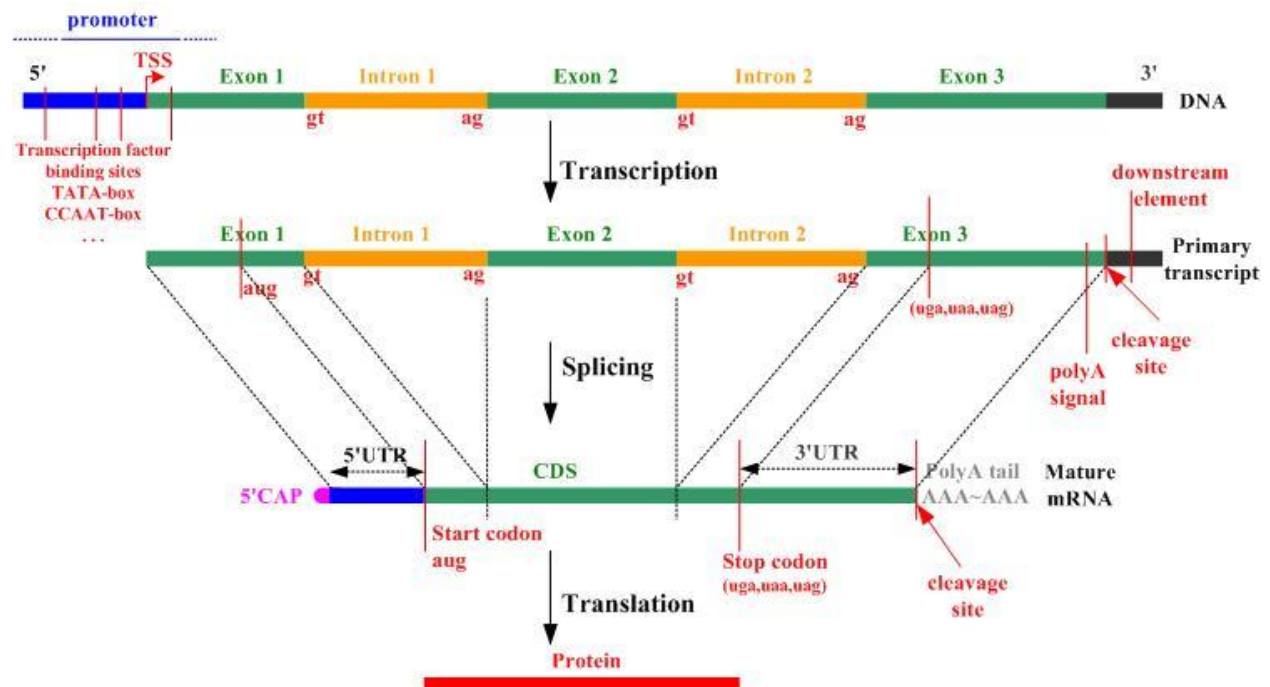 promoter
5'
TSS
Exon 1
Intron 1
Exon 2
Intron 2
Exon 3
3'
DNA
gt
ag
gt
ag
Transcription factor
binding sites
TATA-box
CCAAT-box
...
Transcription
downstream
element
Exon 1
Intron 1
Exon 2
Intron 2
Exon 3
Primary
transcript
aug
gt
ag
gt
ag
(uga,uaa,uag)
cleavage
site
polyA
signal
Splicing
5'UTR
CDS
3'UTR
PolyA tail
AAA~AAA
Mature
mRNA
5'CAP
Start codon
aug
Stop codon
(uga,uaa,uag)
cleavage
site
Translation
Protein